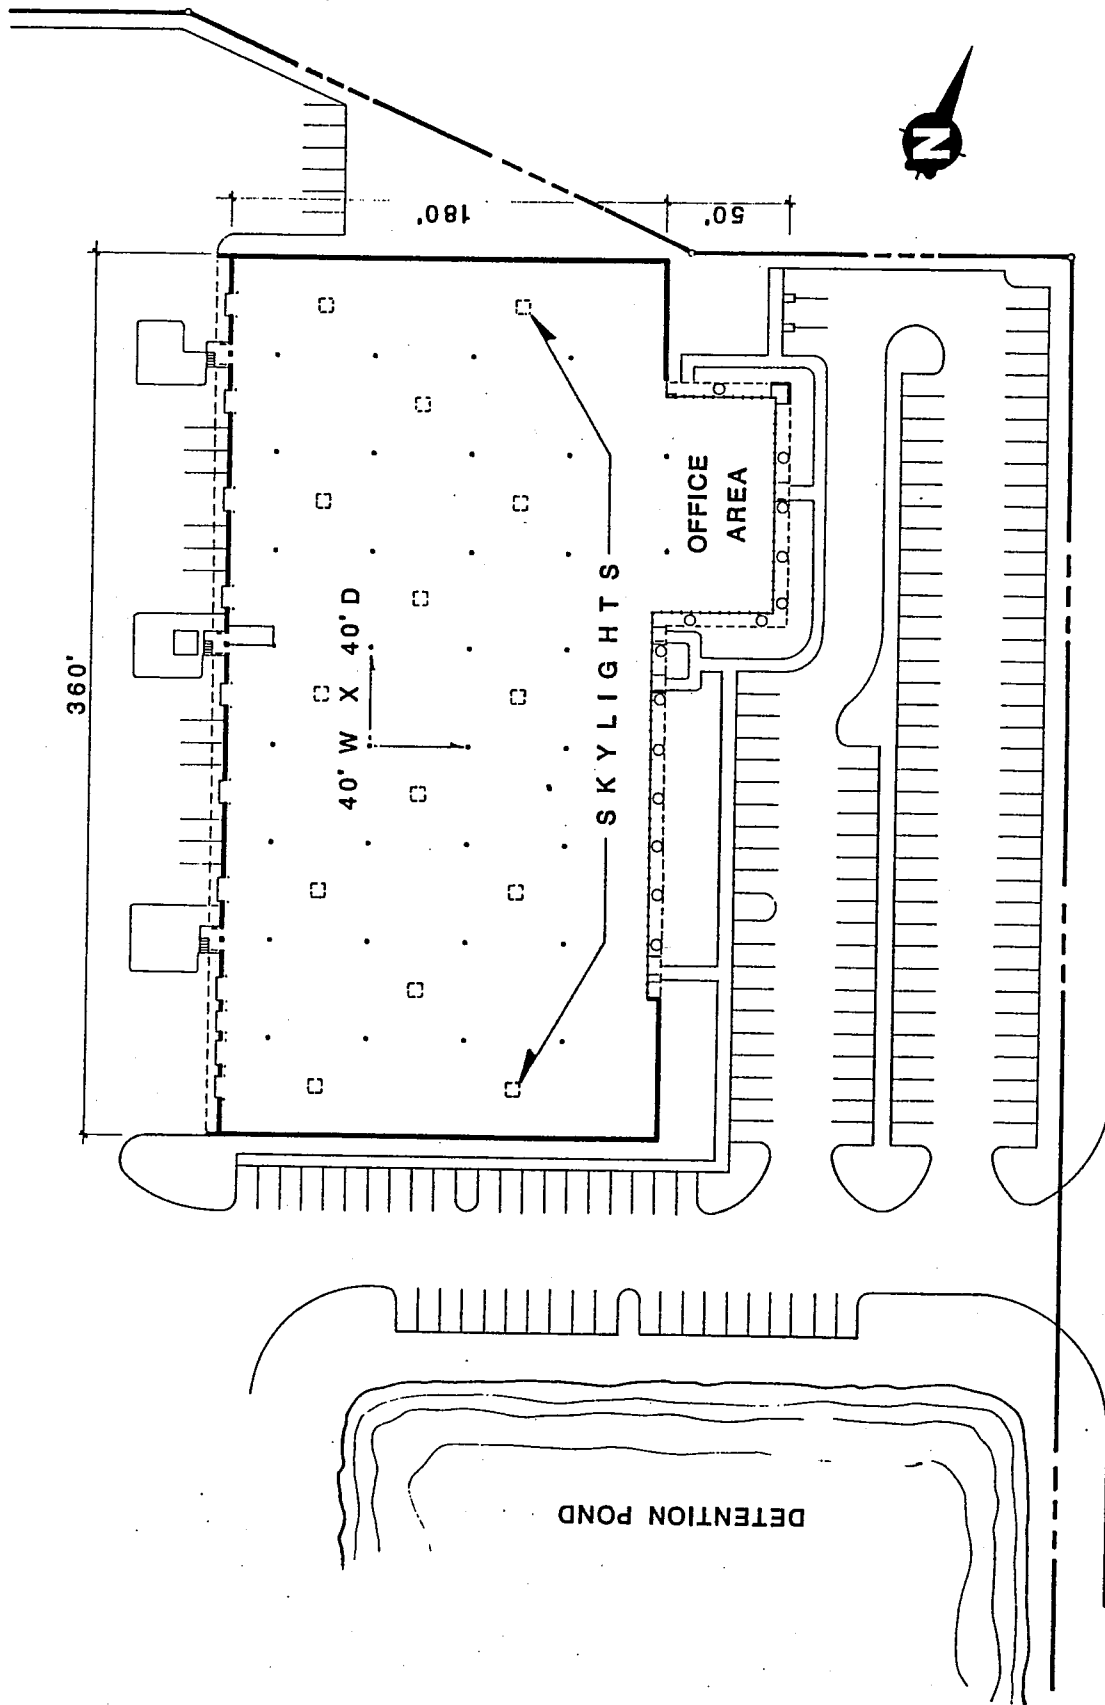 N
180'
50'
360'
OFFICE
AREA
40' W X 40' D
SKYLIGHTS
DETENTION POND